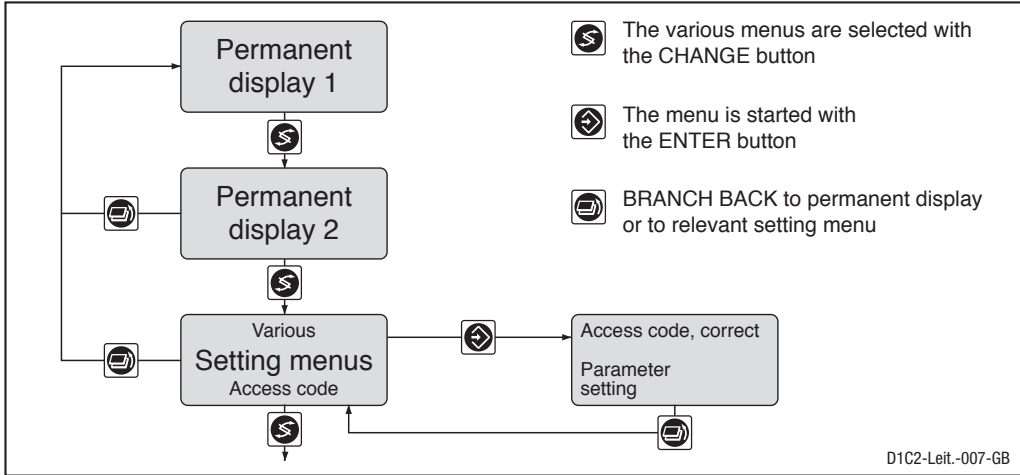 Permanent
display 1
Permanent
display 2
Various
Setting menus
Access code
Access code, correct
Parameter
setting
The various menus are selected with
the CHANGE button
The menu is started with
the ENTER button
BRANCH BACK to permanent display
or to relevant setting menu
D1C2-Leit.-007-GB